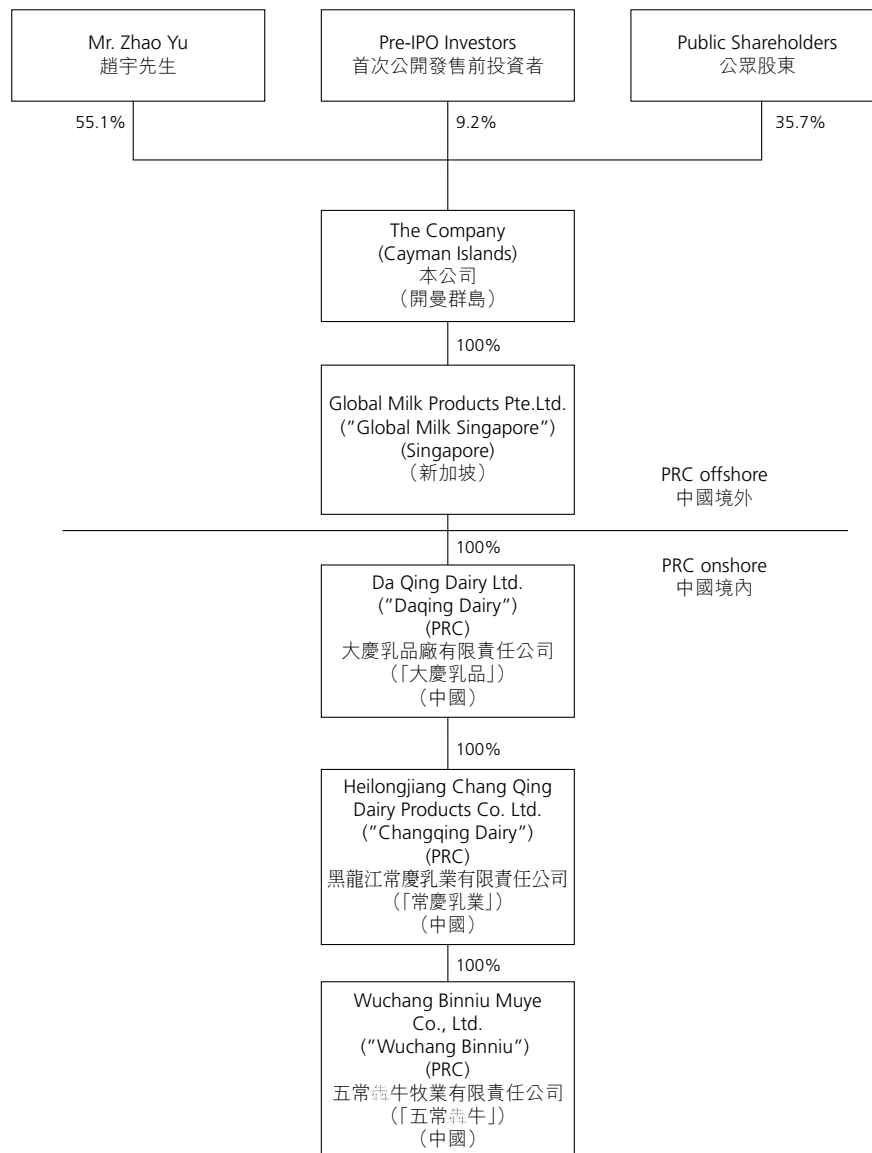 Mr. Zhao Yu
趙宇先生
Pre-IPO Investors
首次公開發售前投資者
Public Shareholders
公眾股東
55.1%
9.2%
35.7%
The Company
(Cayman Islands)
本公司
（開曼群島）
100%
Global Milk Products Pte.Ltd.
("Global Milk Singapore")
(Singapore)
（新加坡）
PRC offshore
中國境外
100%
PRC onshore
中國境內
Da Qing Dairy Ltd.
("Daqing Dairy")
(PRC)
大慶乳品廠有限責任公司
（「大慶乳品」）
（中國）
100%
Heilongjiang Chang Qing
Dairy Products Co. Ltd.
("Changqing Dairy")
(PRC)
黑龍江常慶乳業有限責任公司
（「常慶乳業」）
（中國）
100%
Wuchang Binniu Muye
Co., Ltd.
("Wuchang Binniu")
(PRC)
五常犇牛牧業有限責任公司
（「五常犇牛」）
（中國）